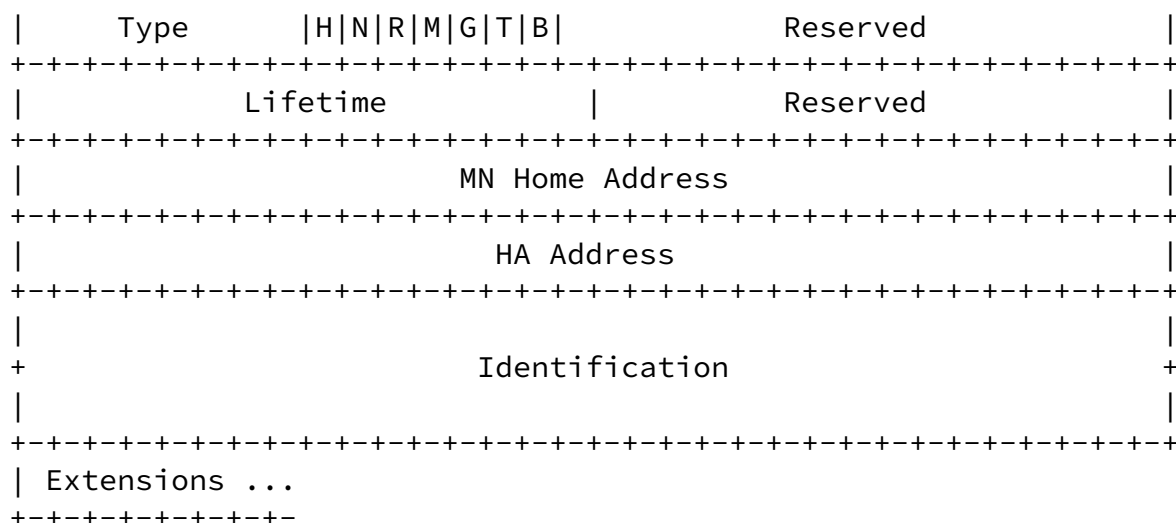 |     Type      |H|N|R|M|G|T|B|            Reserved             |
+-+-+-+-+-+-+-+-+-+-+-+-+-+-+-+-+-+-+-+-+-+-+-+-+-+-+-+-+-+-+-+-+
|            Lifetime           |          Reserved             |
+-+-+-+-+-+-+-+-+-+-+-+-+-+-+-+-+-+-+-+-+-+-+-+-+-+-+-+-+-+-+-+-+
|                        MN Home Address                        |
+-+-+-+-+-+-+-+-+-+-+-+-+-+-+-+-+-+-+-+-+-+-+-+-+-+-+-+-+-+-+-+-+
|                          HA Address                           |
+-+-+-+-+-+-+-+-+-+-+-+-+-+-+-+-+-+-+-+-+-+-+-+-+-+-+-+-+-+-+-+-+
|                                                               |
+                         Identification                        +
|                                                               |
+-+-+-+-+-+-+-+-+-+-+-+-+-+-+-+-+-+-+-+-+-+-+-+-+-+-+-+-+-+-+-+-+
| Extensions ...
+-+-+-+-+-+-+-+-